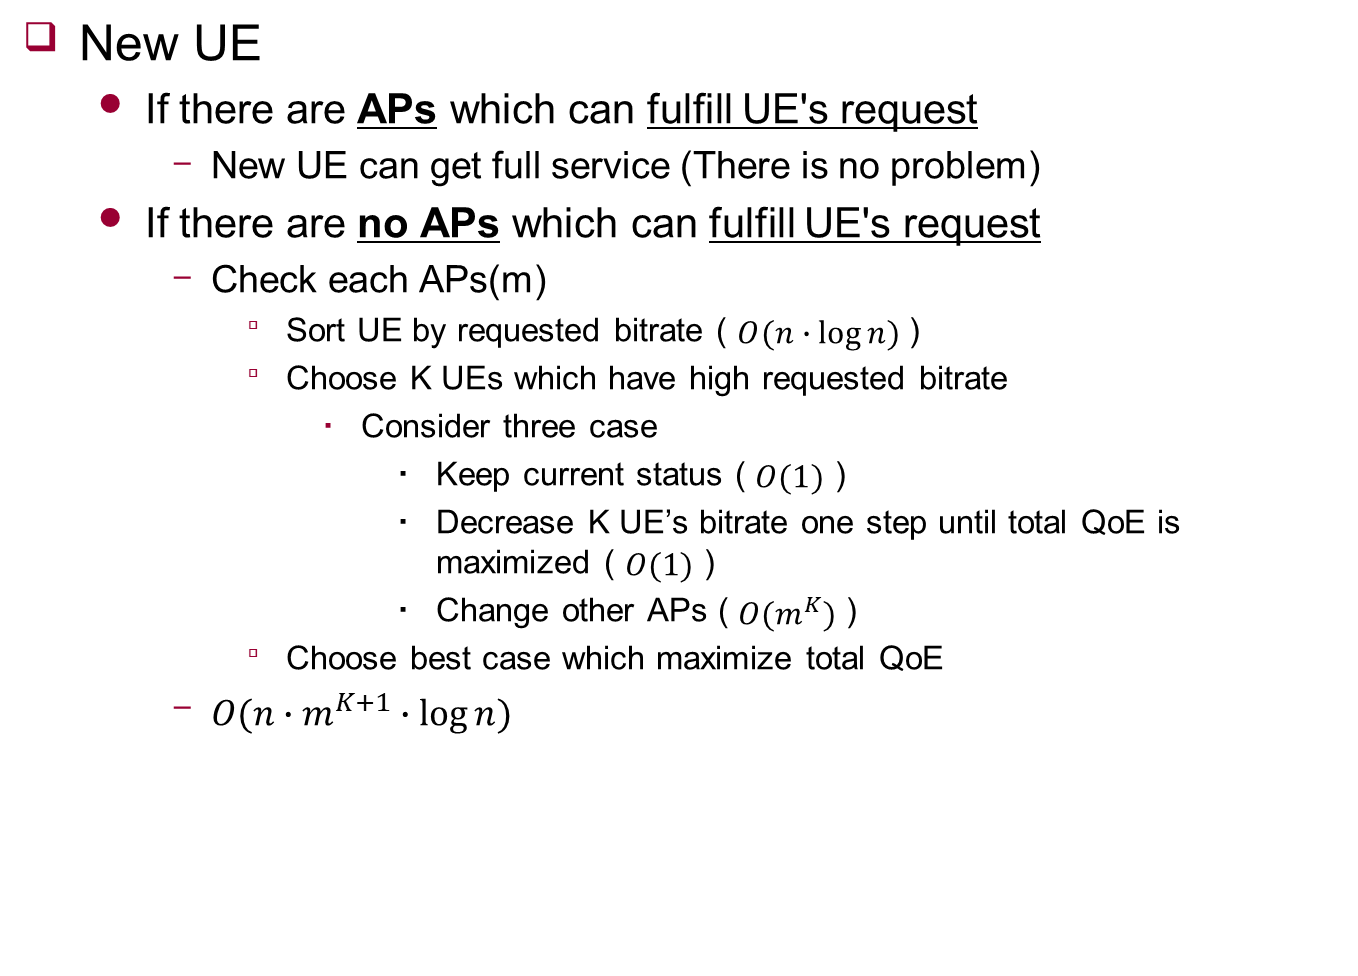 New UE
If there are APs which can fulfill UE's request
New UE can get full service (There is no problem)
If there are no APs which can fulfill UE's request
Check each APs(m)
Sort UE by requested bitrate ( O(n · log n) )
Choose K UEs which have high requested bitrate
Consider three case
Keep current status ( O(1) )
Decrease K UE’s bitrate one step until total QoE is
maximized ( O(1) )
Change other APs ( O(m^K) )
Choose best case which maximize total QoE
O(n · m^{K+1} · log n)